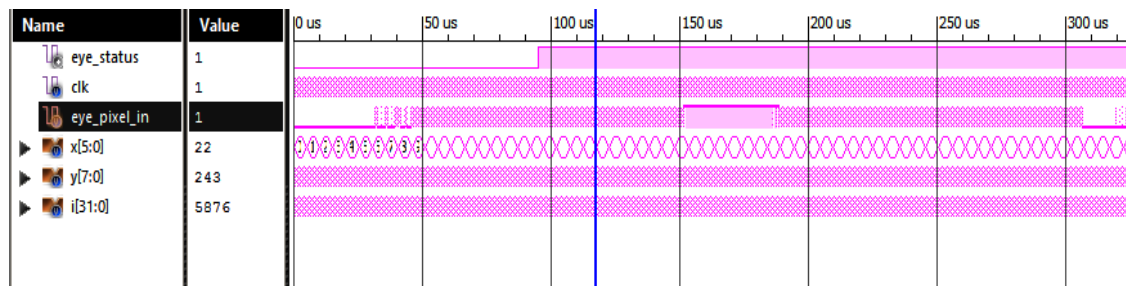 Name Value 0 us 50 us 100 us 150 us 200 us 250 us 300 us
eye_status 1
clk 1
eye_pixel_in 1
x[5:0] 22
y[7:0] 243
i[31:0] 5876